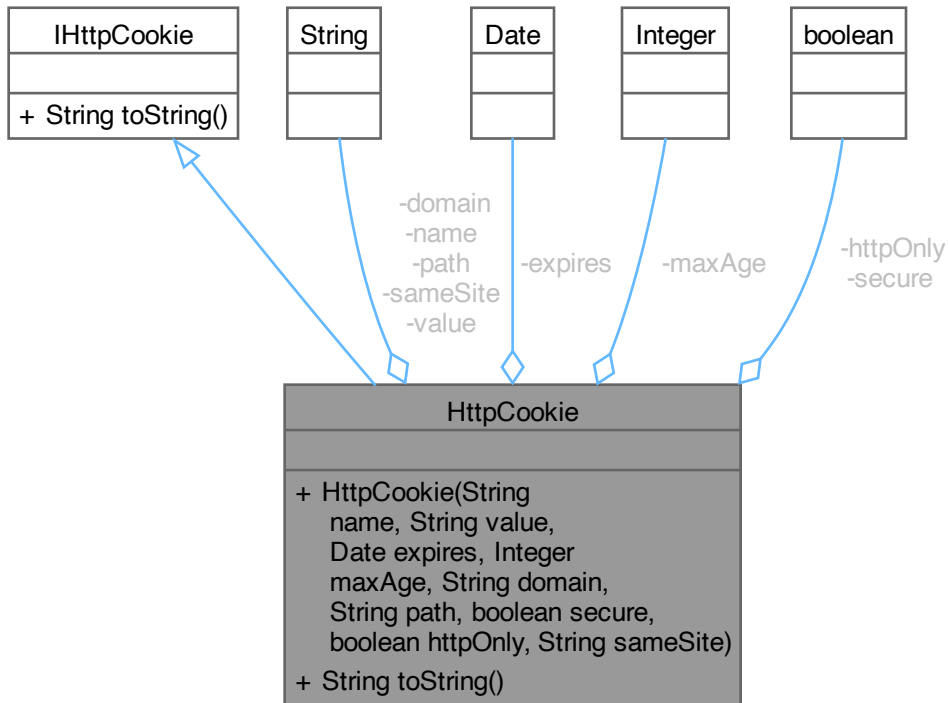 IHttpCookie
+ String toString()
String
Date
Integer
boolean
-domain
-name
-path
-sameSite
-value
-expires
-maxAge
-httpOnly
-secure
HttpCookie
+ HttpCookie(String
name, String value,
Date expires, Integer
maxAge, String domain,
String path, boolean secure,
boolean httpOnly, String sameSite)
+ String toString()